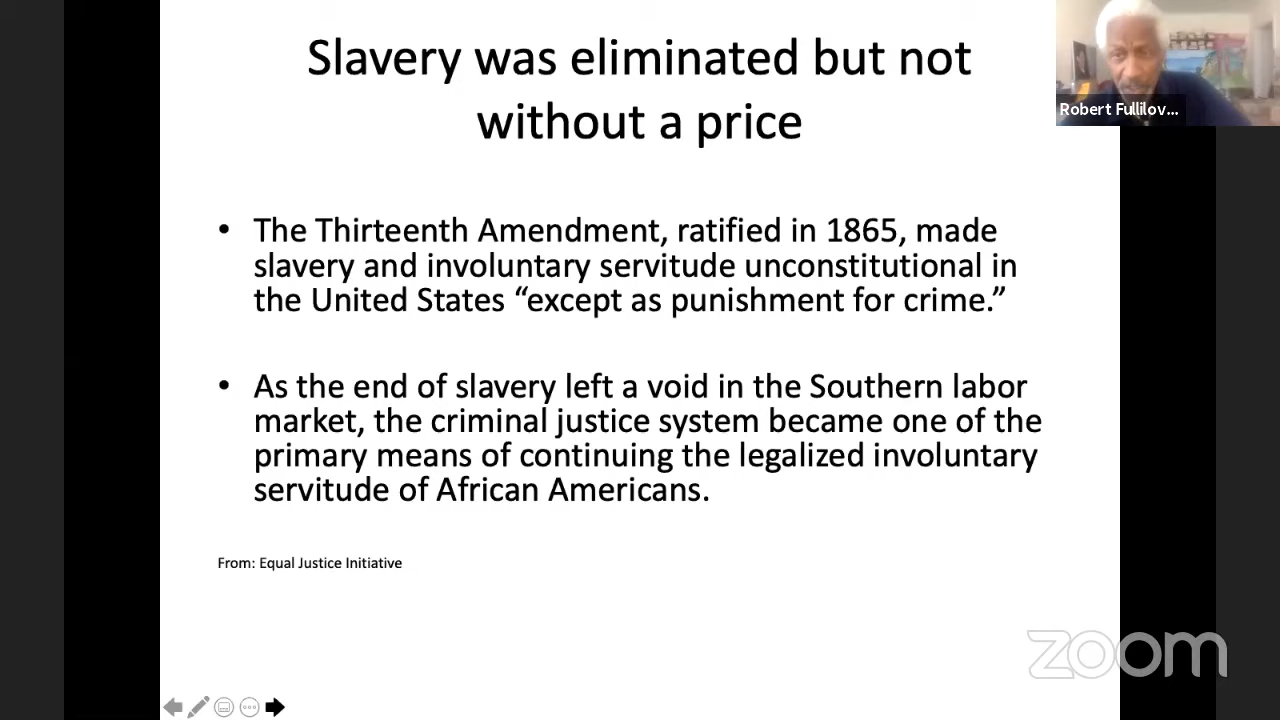 Slavery was eliminated but not
without a price
Robert Fullilov...
• The Thirteenth Amendment, ratified in 1865, made
slavery and involuntary servitude unconstitutional in
the United States “except as punishment for crime.”
• As the end of slavery left a void in the Southern labor
market, the criminal justice system became one of the
primary means of continuing the legalized involuntary
servitude of African Americans.
From: Equal Justice Initiative
zoom